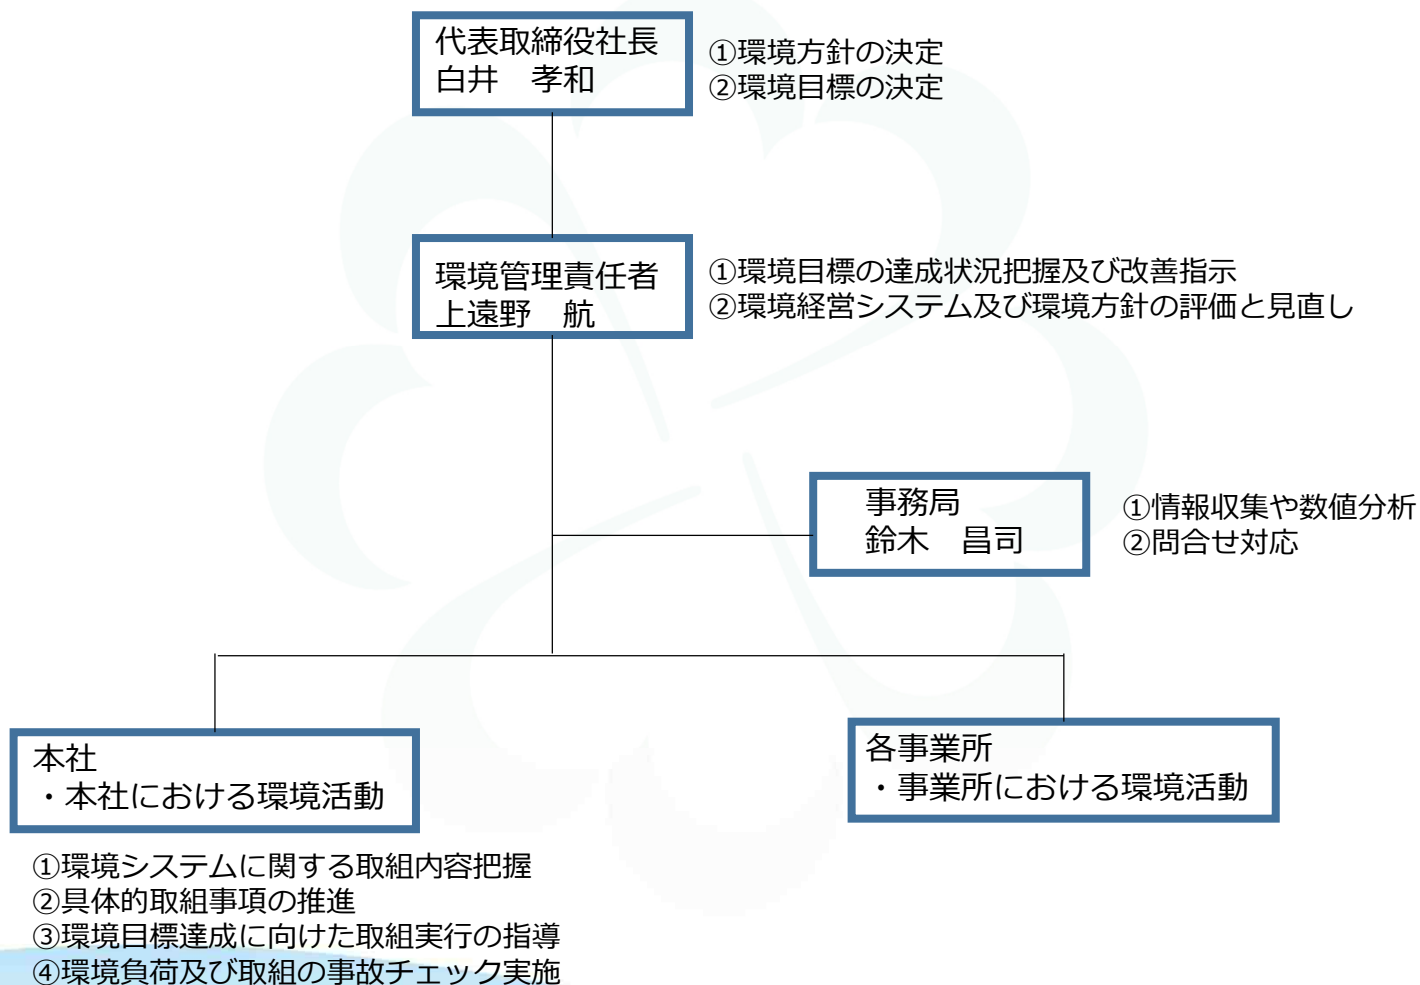 代表取締役社長
白井　孝和
①環境方針の決定
②環境目標の決定
環境管理責任者
上遠野　航
①環境目標の達成状況把握及び改善指示
②環境経営システム及び環境方針の評価と見直し
事務局
鈴木　昌司
①情報収集や数値分析
②問合せ対応
本社
・本社における環境活動
各事業所
・事業所における環境活動
①環境システムに関する取組内容把握
②具体的取組事項の推進
③環境目標達成に向けた取組実行の指導
④環境負荷及び取組の事故チェック実施